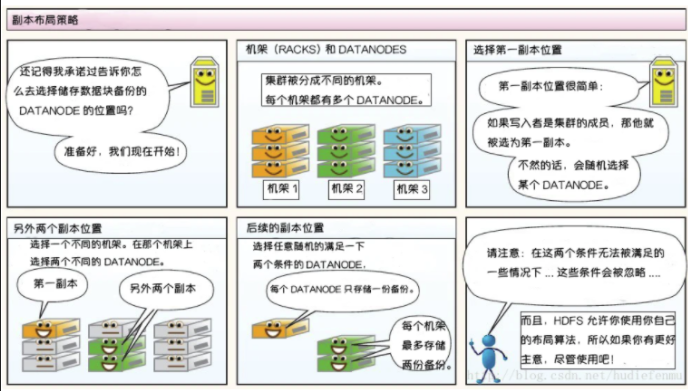 副本布局策略
还记得我承诺过告诉你怎
么去选择储存数据块备份的
DATANODE 的位置吗?
准备好，我们现在开始!
机架（RACKS）和 DATANODES
集群被分成不同的机架。
每个机架都有多个 DATANODE。
机架 1
机架 2
机架 3
选择第一副本位置
第一副本位置很简单：
如果写入者是集群的成员，那他就
被选为第一副本。
不然的话，会随机选择
某个 DATANODE。
另外两个副本位置
选择一个不同的机架。在那个机架上
选择两个不同的 DATANODE。
第一副本
另外两个副本
后续的副本位置
选择任意随机的满足一下
两个条件的 DATANODE.
每个 DATANODE 只存储一份备份。
每个机架
最多存储
两份备份。
请注意：在这两个条件无法被满足的
一些情况下 ... 这些条件会被忽略 ....
而且，HDFS 允许你使用你自己
的布局算法，所以如果你有更好
主意，尽管使用吧！
http://blog.csdn.net/hudiefenmu